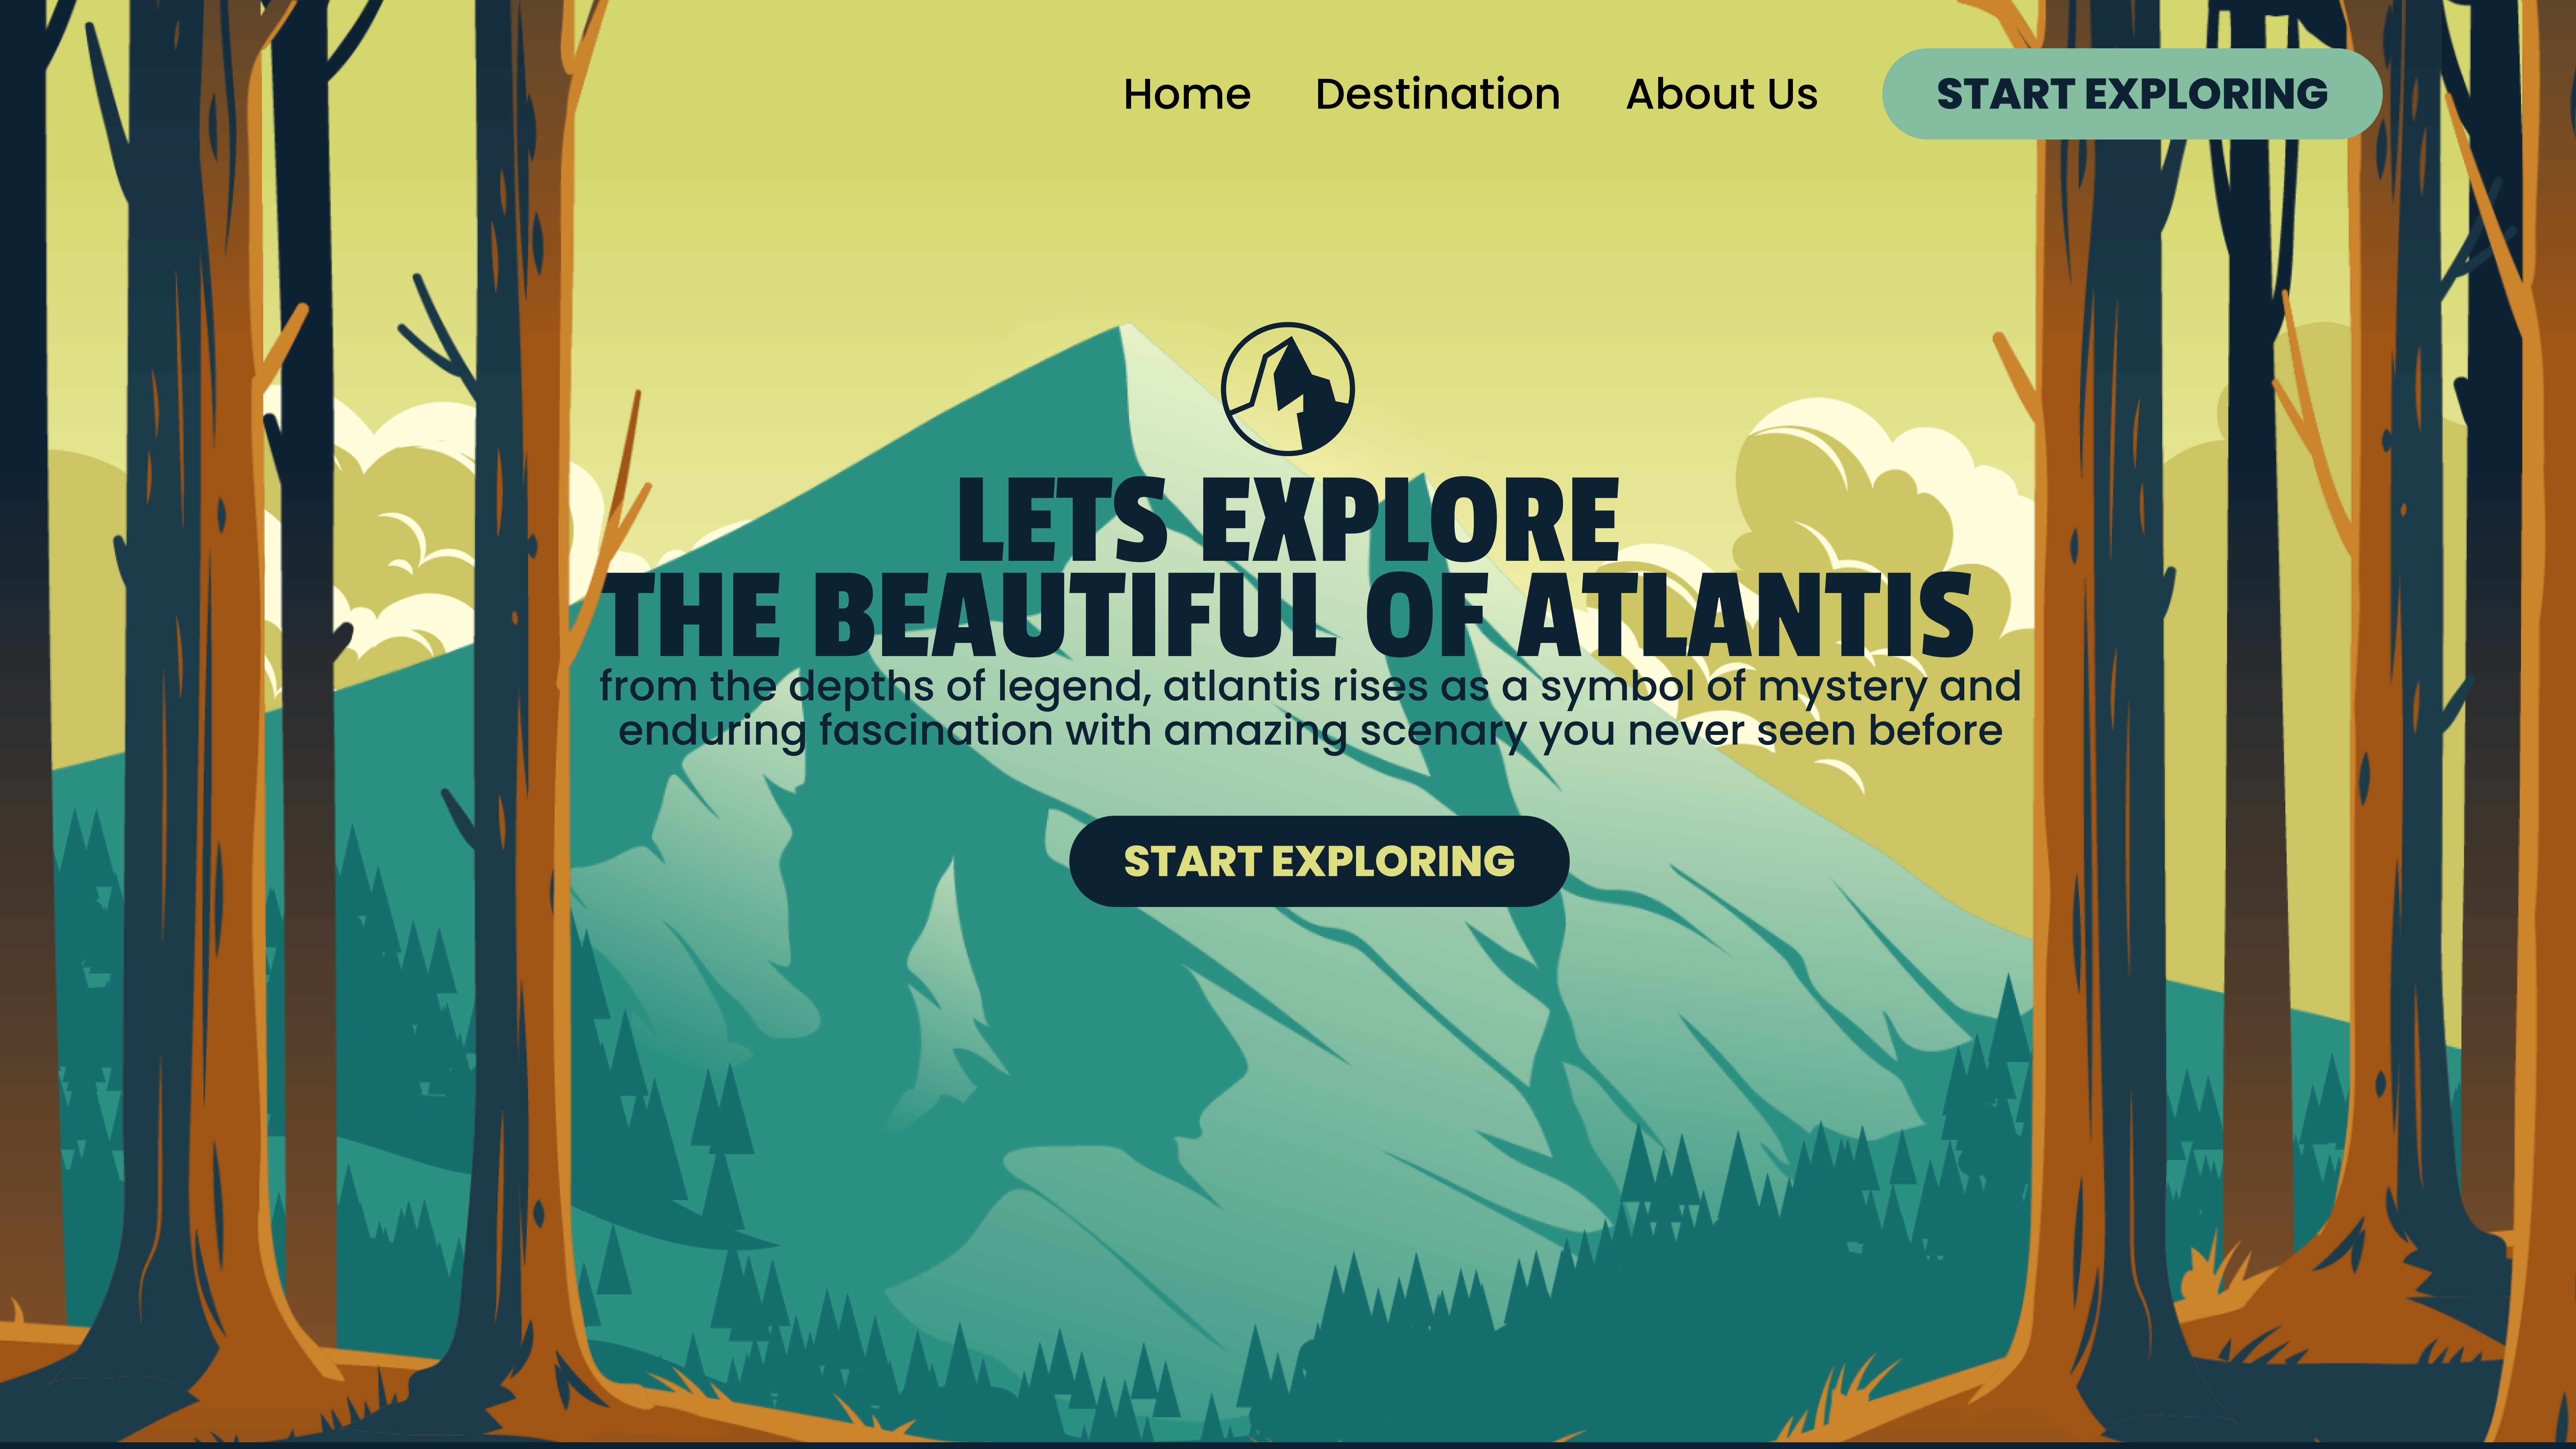 Home Destination About Us START EXPLORING
LETS EXPLORE
THE BEAUTIFUL OF ATLANTIS
from the depths of legend, atlantis rises as a symbol of mystery and
enduring fascination with amazing scenary you never seen before
START EXPLORING